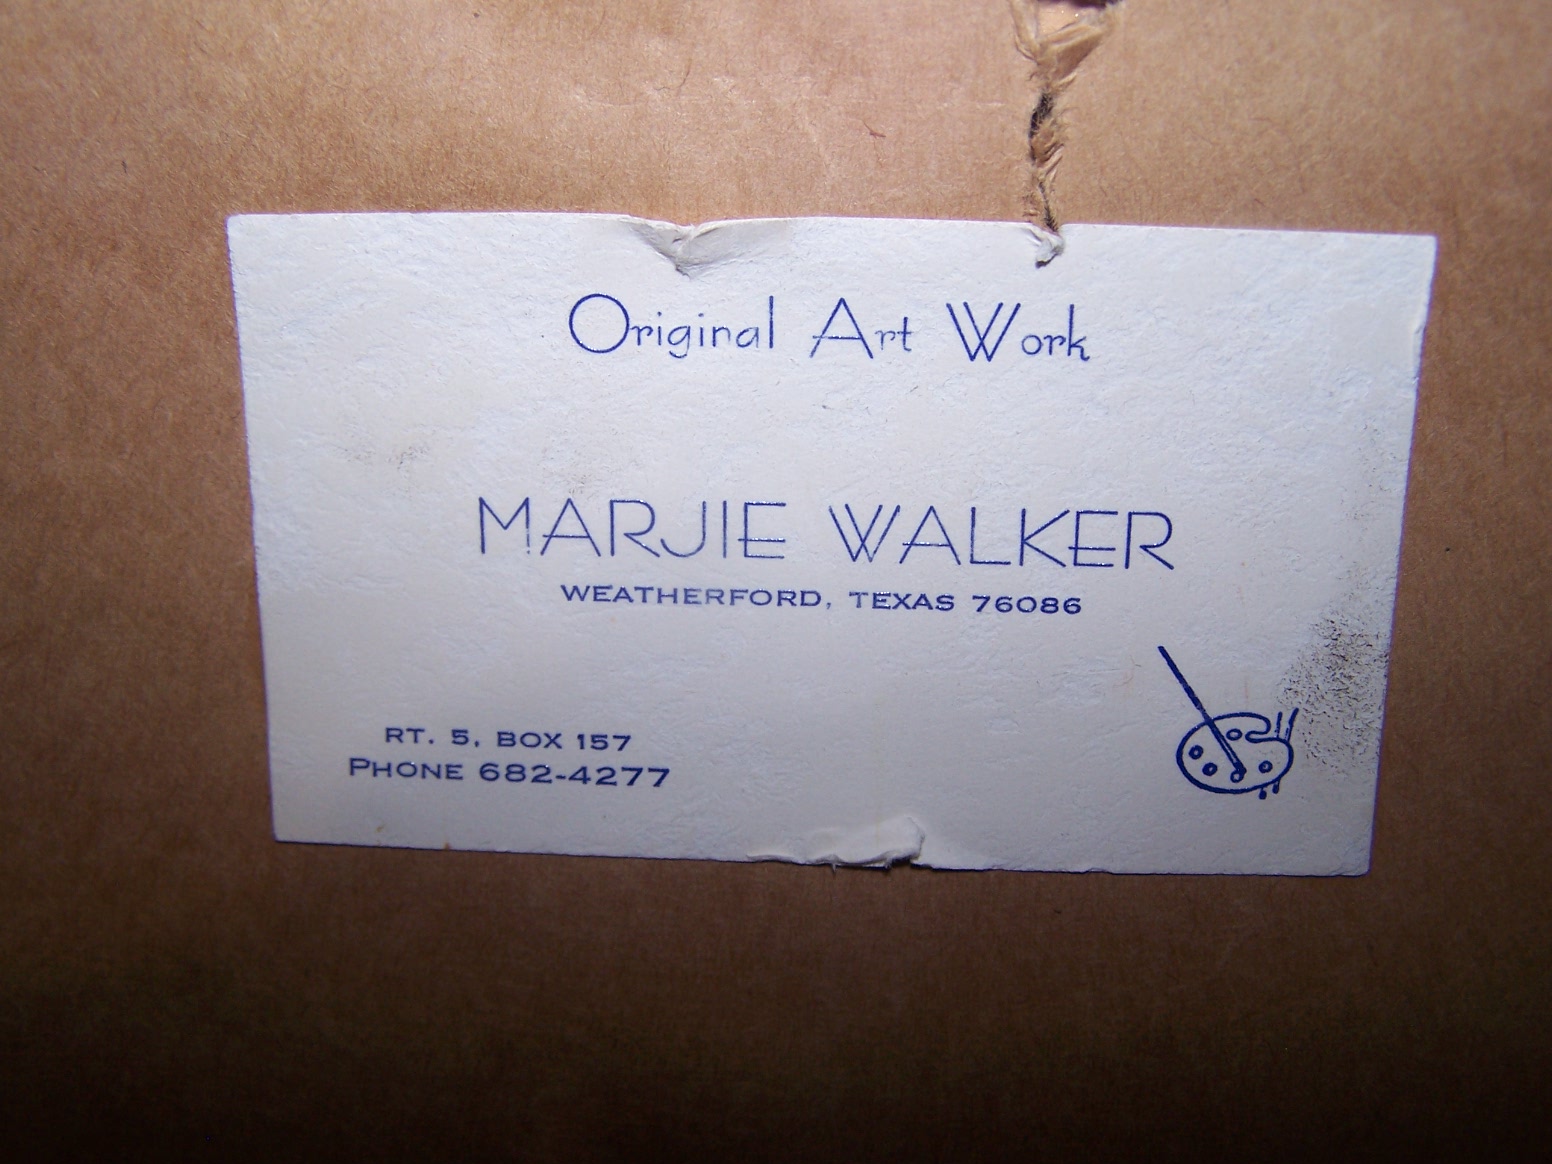 Original Art Work
MARJIE WALKER
WEATHERFORD, TEXAS 76086
RT. 5, BOX 157
PHONE 682-4277